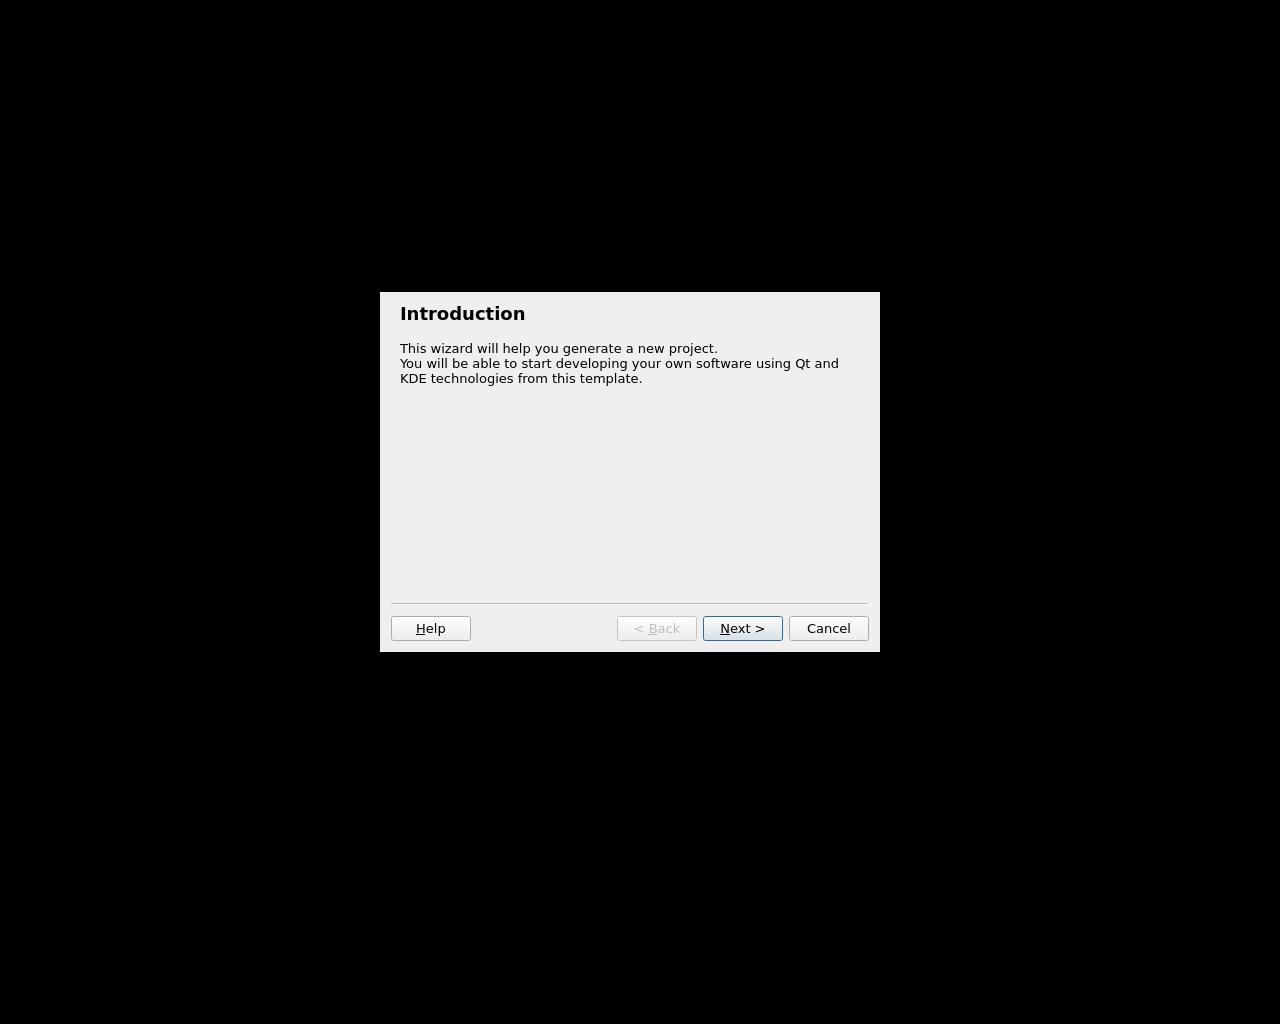 Introduction
This wizard will help you generate a new project.
You will be able to start developing your own software using Qt and
KDE technologies from this template.
Help
< Back
Next >
Cancel